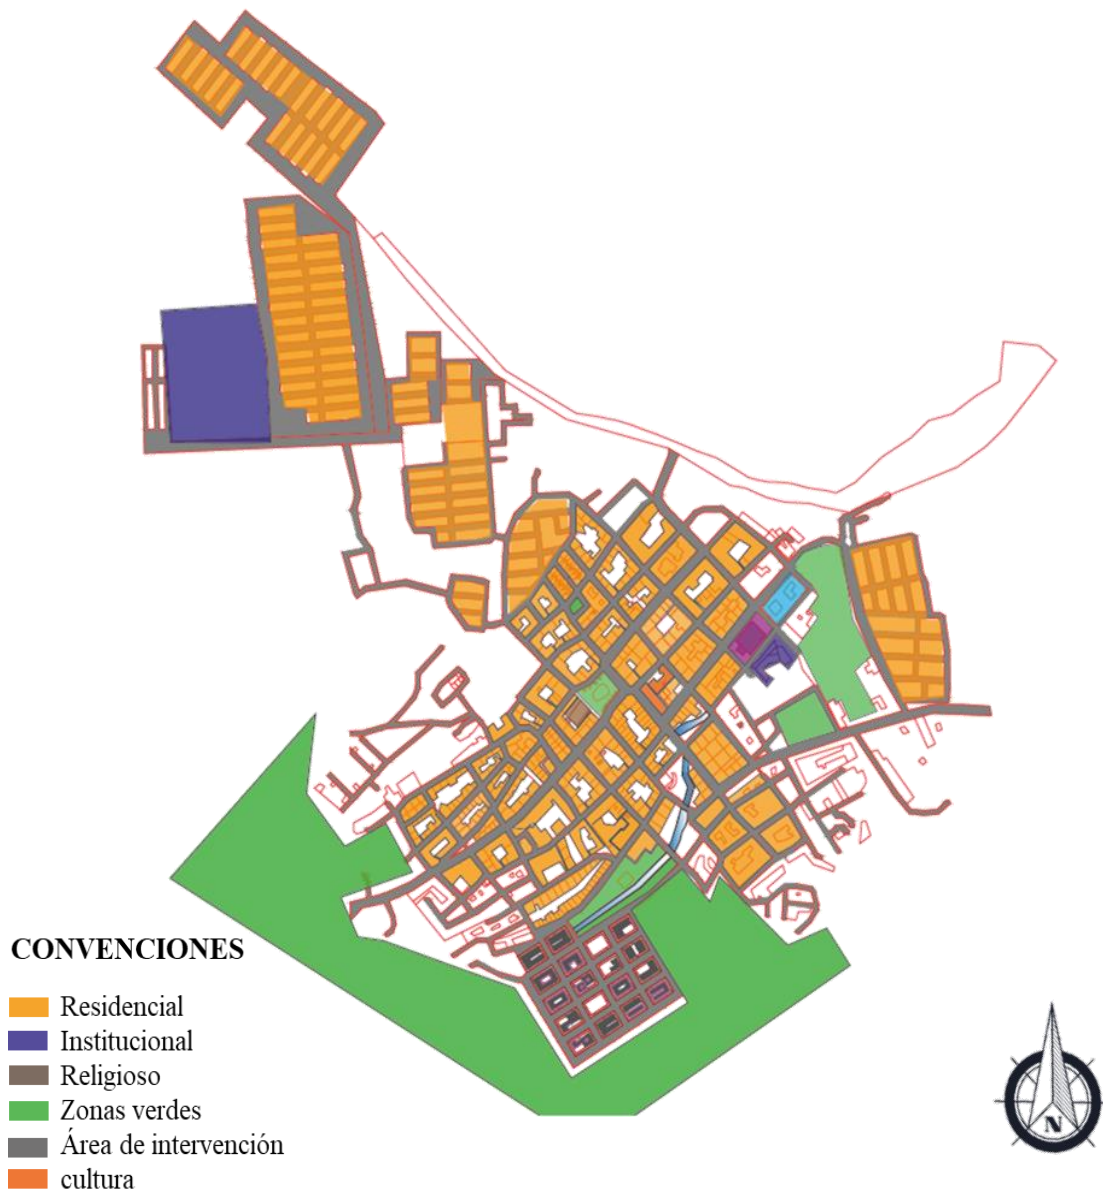 CONVENCIONES
Residencial
Institucional
Religioso
Zonas verdes
Área de intervención
cultura
N